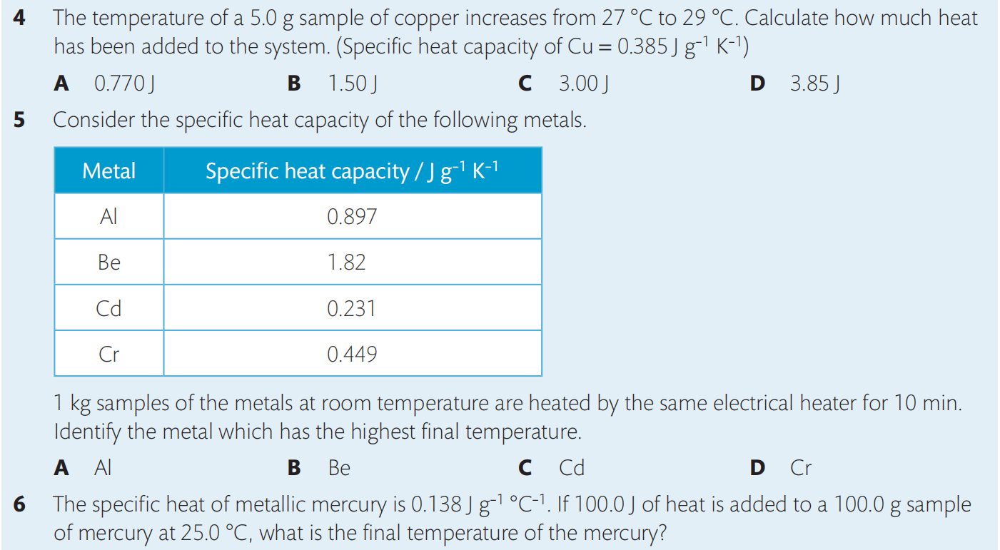 4 The temperature of a 5.0 g sample of copper increases from 27 °C to 29 °C. Calculate how much heat
has been added to the system. (Specific heat capacity of Cu = 0.385 J g⁻¹ K⁻¹)
A 0.770 J B 1.50 J C 3.00 J D 3.85 J
5 Consider the specific heat capacity of the following metals.
Metal Specific heat capacity / J g⁻¹ K⁻¹
Al 0.897
Be 1.82
Cd 0.231
Cr 0.449
1 kg samples of the metals at room temperature are heated by the same electrical heater for 10 min.
Identify the metal which has the highest final temperature.
A Al B Be C Cd D Cr
6 The specific heat of metallic mercury is 0.138 J g⁻¹ °C⁻¹. If 100.0 J of heat is added to a 100.0 g sample
of mercury at 25.0 °C, what is the final temperature of the mercury?